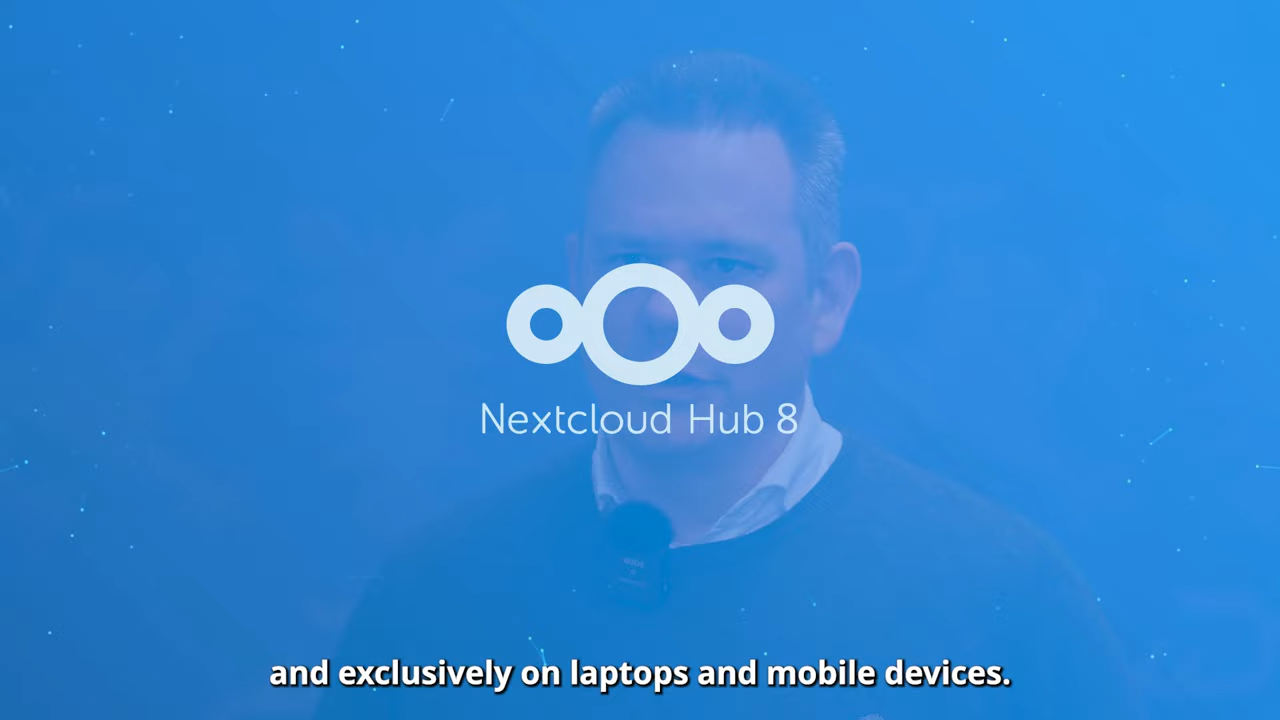 Nextcloud Hub 8
and exclusively on laptops and mobile devices.